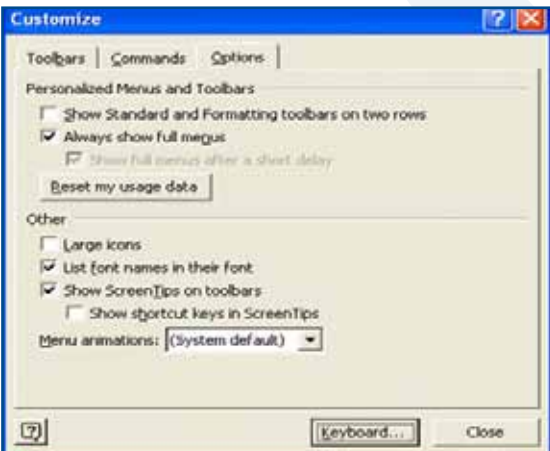 Customize
Toolbars Commands Options
Personalized Menus and Toolbars
Show Standard and Formatting toolbars on two rows
Always show full menus
Show full menus after a short delay
Reset my usage data
Other
Large icons
List font names in their font
Show ScreenTips on toolbars
Show shortcut keys in ScreenTips
Menu animations: (System default)
Keyboard... Close